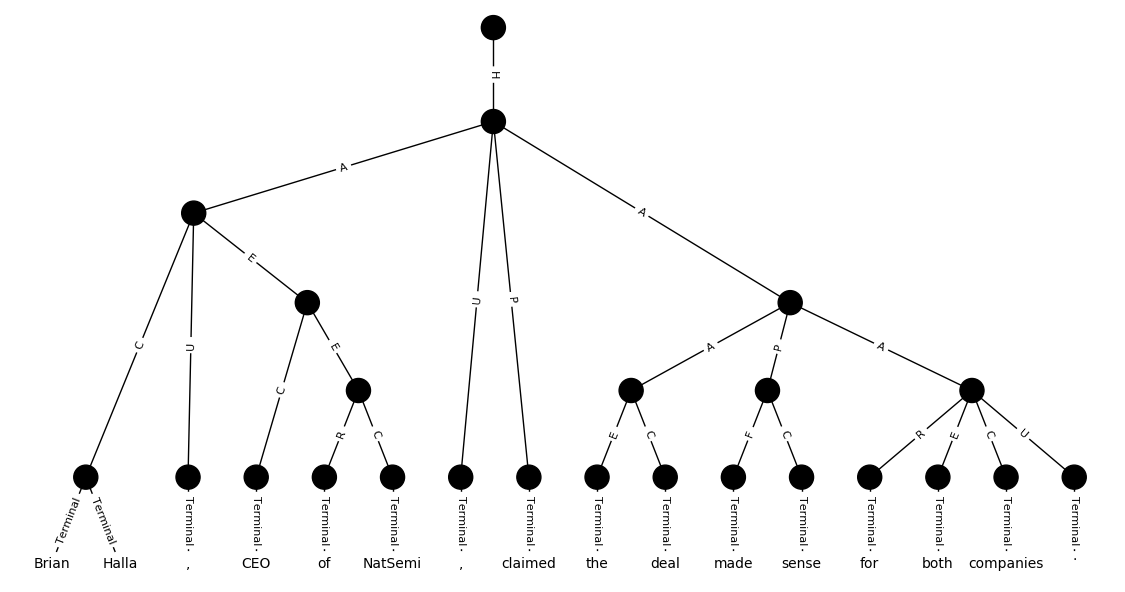 H
A
A
E
U
P
C
U
A
P
A
C
E
R
C
E
C
F
C
R
E
C
U
Terminal Terminal Terminal Terminal Terminal Terminal Terminal Terminal Terminal Terminal Terminal Terminal Terminal Terminal Terminal Terminal
Brian Halla , CEO of NatSemi , claimed the deal made sense for both companies .